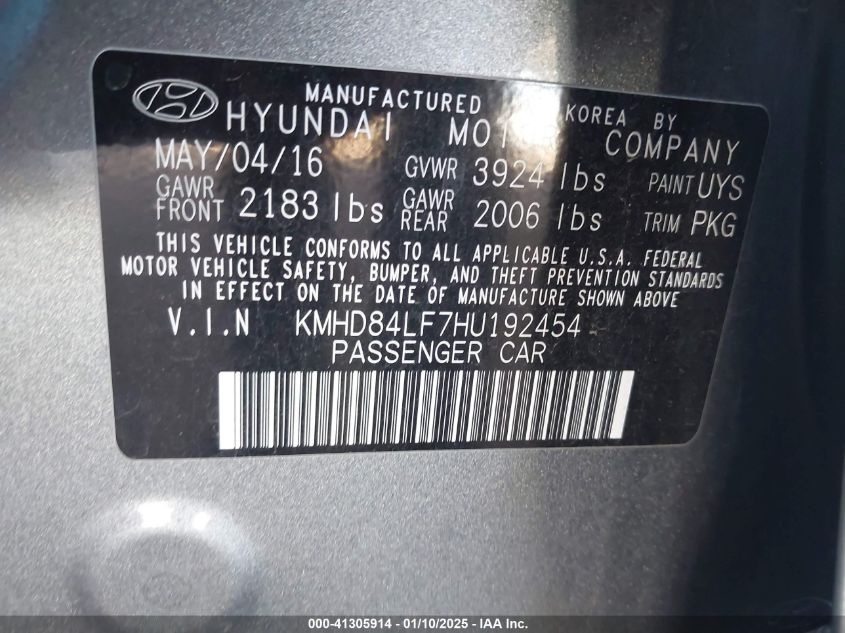 MANUFACTURED KOREA BY
HYUNDAI COMPANY
MAY/04/16 GVWR 3924 lbs PAINT UYS
GAWR FRONT 2183 lbs GAWR REAR 2006 lbs TRIM PKG
THIS VEHICLE CONFORMS TO ALL APPLICABLE U.S.A. FEDERAL
MOTOR VEHICLE SAFETY, BUMPER, AND THEFT PREVENTION STANDARDS
IN EFFECT ON THE DATE OF MANUFACTURE SHOWN ABOVE
V.I.N KMHD84LF7HU192454
PASSENGER CAR
000-41305914 - 01/10/2025 - IAA Inc.